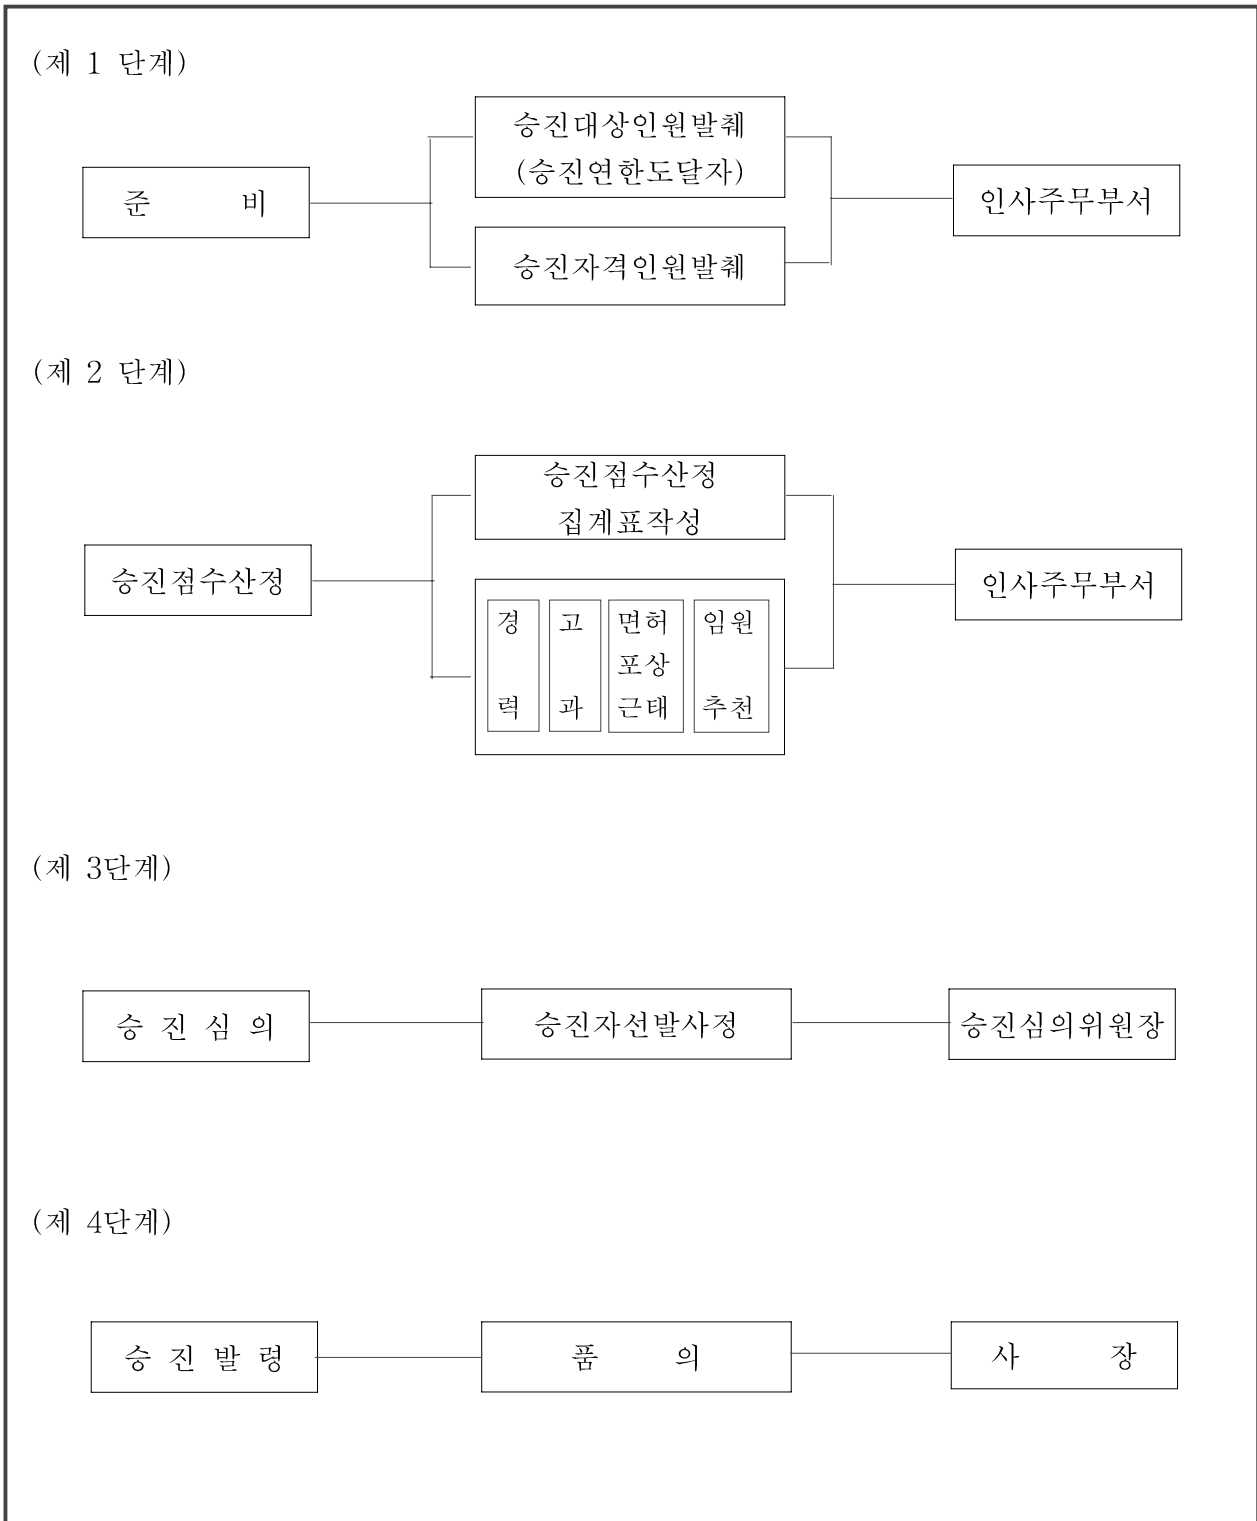 (제 1 단계)
승진대상인원발췌
(승진연한도달자)
준 비
인사주무부서
승진자격인원발췌
(제 2 단계)
승진점수산정
집계표작성
승진점수산정
인사주무부서
경 고 면허 임원
포상
력 과 근태 추천
(제 3단계)
승 진 심 의
승진자선발사정
승진심의위원장
(제 4단계)
승 진 발 령
품 의
사 장